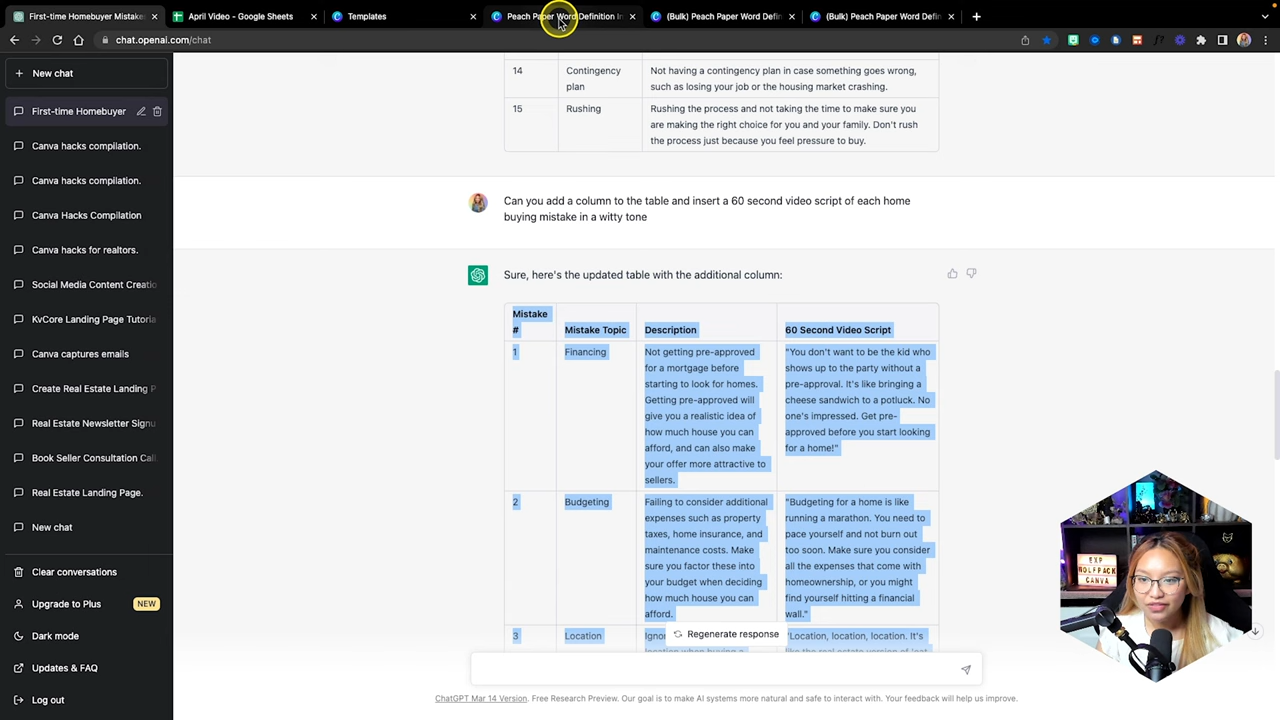 First-time Homebuyer Mistake
April Video - Google Sheets
Templates
Peach Paper Word Definition In
(Bulk) Peach Paper Word Defin
(Bulk) Peach Paper Word Defin
chat.openai.com/chat
New chat
First-time Homebuyer
Canva hacks compilation.
Canva hacks compilation.
Canva Hacks Compilation
Canva hacks for realtors.
Social Media Content Creatio
KvCore Landing Page Tutoria
Canva captures emails
Create Real Estate Landing P
Real Estate Newsletter Signu
Book Seller Consultation Call
Real Estate Landing Page.
New chat
Clear conversations
Upgrade to Plus
NEW
Dark mode
Updates & FAQ
Log out
14
Contingency
plan
Not having a contingency plan in case something goes wrong,
such as losing your job or the housing market crashing.
15
Rushing
Rushing the process and not taking the time to make sure you
are making the right choice for you and your family. Don't rush
the process just because you feel pressure to buy.
Can you add a column to the table and insert a 60 second video script of each home
buying mistake in a witty tone
Sure, here's the updated table with the additional column:
Mistake
#
Mistake Topic
Description
60 Second Video Script
1
Financing
Not getting pre-approved
for a mortgage before
starting to look for homes.
Getting pre-approved will
give you a realistic idea of
how much house you can
afford, and can also make
your offer more attractive to
sellers.
"You don't want to be the kid who
shows up to the party without a
pre-approval. It's like bringing a
cheese sandwich to a potluck. No
one's impressed. Get pre-
approved before you start looking
for a home!"
2
Budgeting
Failing to consider additional
expenses such as property
taxes, home insurance, and
maintenance costs. Make
sure you factor these into
your budget when deciding
how much house you can
afford.
"Budgeting for a home is like
running a marathon. You need to
pace yourself and not burn out
too soon. Make sure you consider
all the expenses that come with
homeownership, or you might
find yourself hitting a financial
wall."
3
Location
"Location, location, location. It's
Regenerate response
ChatGPT Mar 14 Version. Free Research Preview. Our goal is to make AI systems more natural and safe to interact with. Your feedback will help us improve.
EXP
WOLFPACK
CANVA